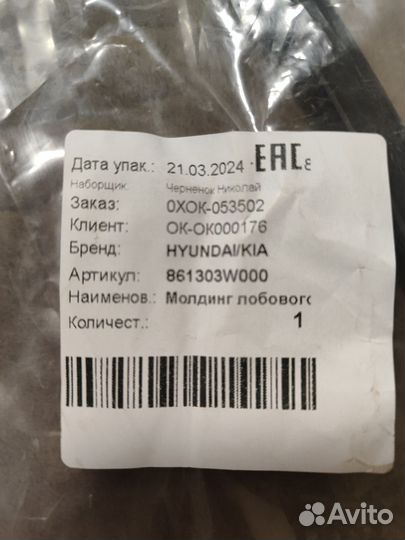 Дата упак.: 21.03.2024 EAC
Наборщик: Черненок Николай
Заказ: 0ХОК-053502
Клиент: ОК-ОК000176
Бренд: HYUNDAI/KIA
Артикул: 861303W000
Наименов.: Молдинг лобового
Количест.: 1
Avito